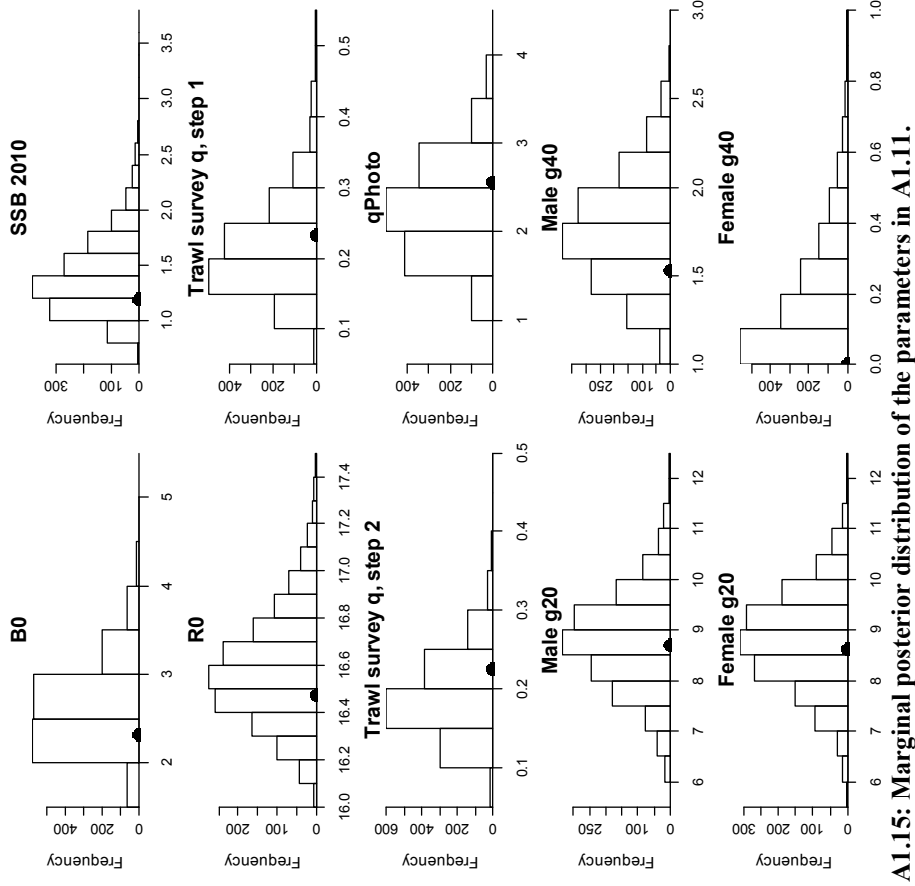 B0
Frequency
0 200 400
2 3 4 5
SSB 2010
Frequency
0 100 300
1.0 1.5 2.0 2.5 3.0 3.5
R0
Frequency
0 100 200
16.0 16.2 16.4 16.6 16.8 17.0 17.2 17.4
Trawl survey q, step 1
Frequency
0 200 400
0.1 0.2 0.3 0.4 0.5
Trawl survey q, step 2
Frequency
0 200 400 600
0.1 0.2 0.3 0.4 0.5
qPhoto
Frequency
0 200 400
1 2 3 4
Male g20
Frequency
0 100 250
6 7 8 9 10 11 12
Male g40
Frequency
0 100 250
1.0 1.5 2.0 2.5 3.0
Female g20
Frequency
0 100 200 300
6 7 8 9 10 11 12
Female g40
Frequency
0 200 400
0.0 0.2 0.4 0.6 0.8 1.0
A1.15: Marginal posterior distribution of the parameters in A1.11.